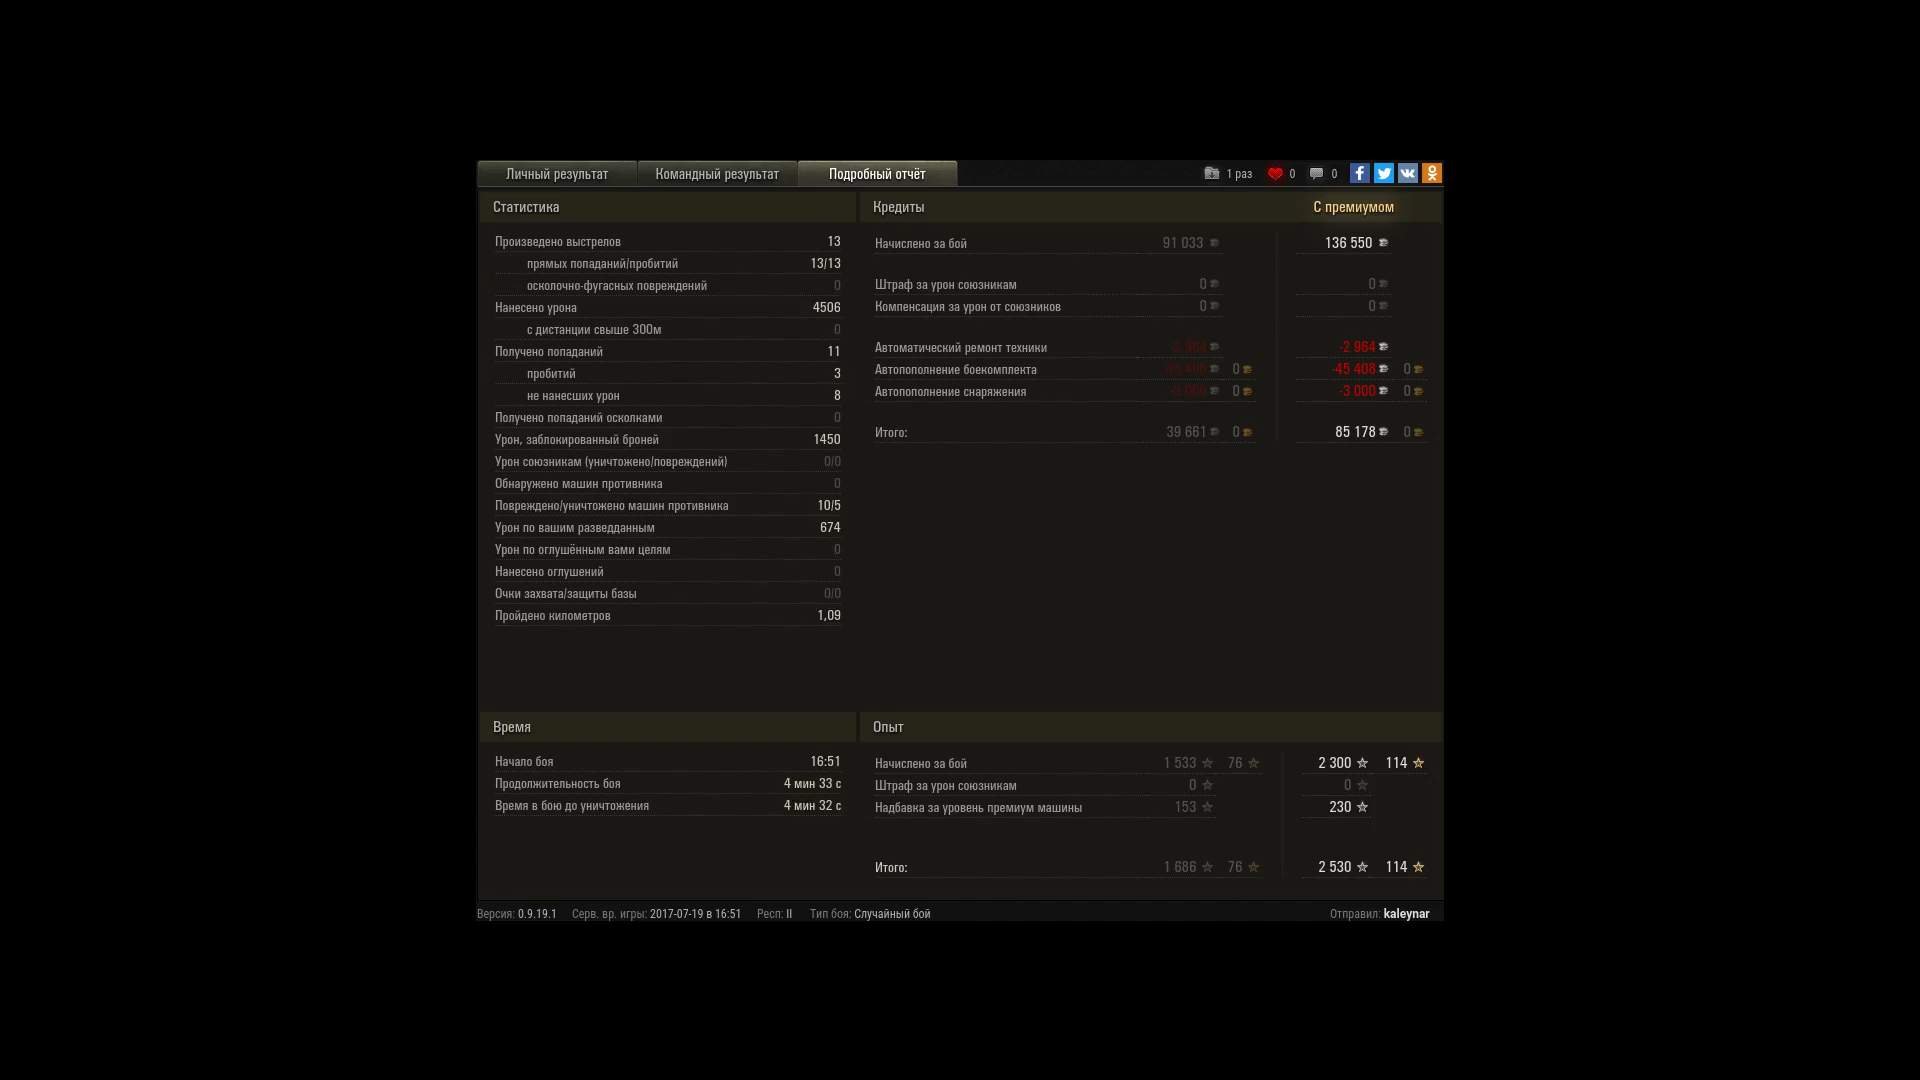 Личный результат Командный результат Подробный отчёт 1 раз 0 0
Статистика
Произведено выстрелов 13
прямых попаданий/пробитий 13/13
осколочно-фугасных повреждений 0
Нанесено урона 4506
с дистанции свыше 300м 0
Получено попаданий 11
пробитий 3
не нанесших урон 8
Получено попаданий осколками 0
Урон, заблокированный броней 1450
Урон союзникам (уничтожено/повреждений) 0/0
Обнаружено машин противника 0
Повреждено/уничтожено машин противника 10/5
Урон по вашим разведданным 674
Урон по оглушённым вами целям 0
Нанесено оглушений 0
Очки захвата/защиты базы 0/0
Пройдено километров 1,09
Кредиты С премиумом
Начислено за бой 91 033 136 550
Штраф за урон союзникам 0 0
Компенсация за урон от союзников 0 0
Автоматический ремонт техники -2 964 -2 964
Автопополнение боекомплекта -45 408 0 -45 408 0
Автопополнение снаряжения -3 000 0 -3 000 0
Итого: 39 661 0 85 178 0
Время
Начало боя 16:51
Продолжительность боя 4 мин 33 с
Время в бою до уничтожения 4 мин 32 с
Опыт
Начислено за бой 1 533 76 2 300 114
Штраф за урон союзникам 0 0
Надбавка за уровень премиум машины 153 230
Итого: 1 686 76 2 530 114
Версия: 0.9.19.1 Серв. вр. игры: 2017-07-19 в 16:51 Респ: II Тип боя: Случайный бой Отправил: kaleynar